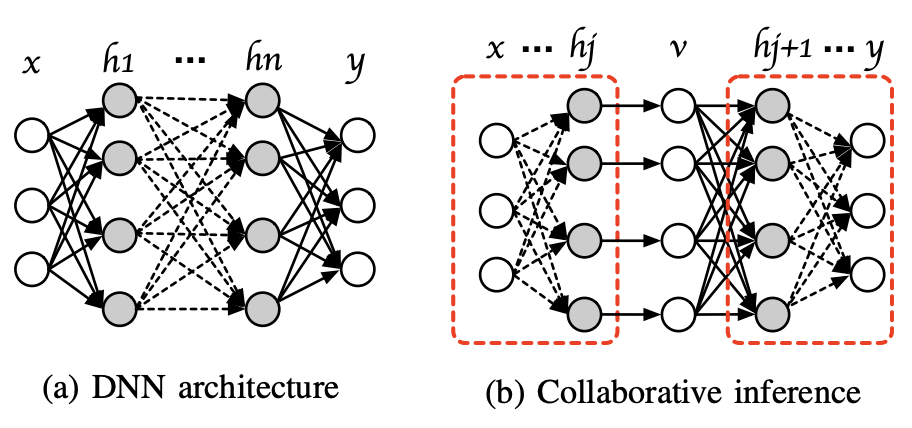 x h1 ... hn y
x ... hj v hj+1 ... y
(a) DNN architecture
(b) Collaborative inference